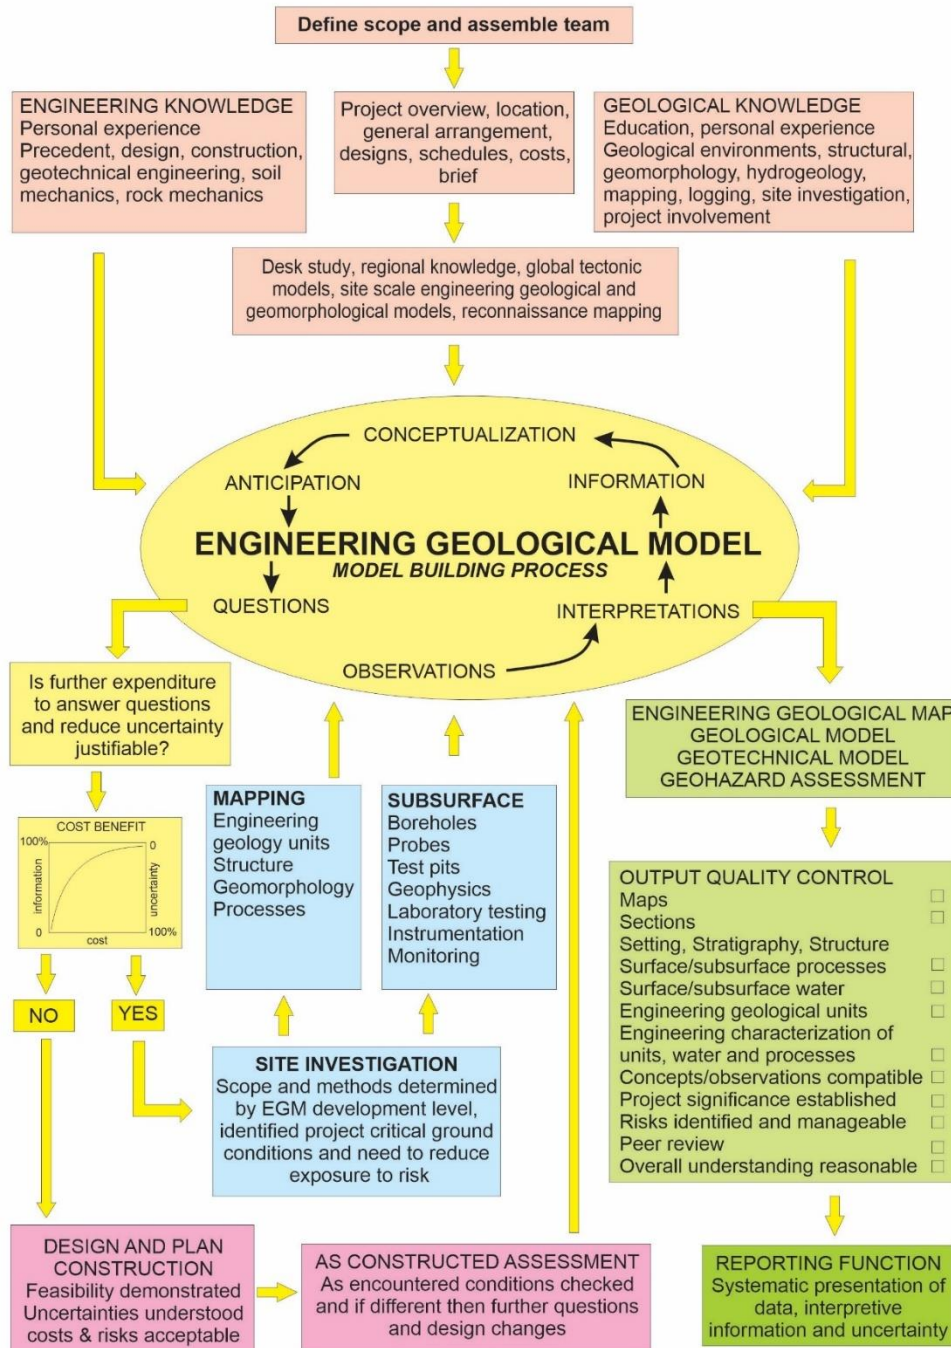 Define scope and assemble team
ENGINEERING KNOWLEDGE
Personal experience
Precedent, design, construction,
geotechnical engineering, soil
mechanics, rock mechanics
Project overview, location,
general arrangement,
designs, schedules, costs,
brief
GEOLOGICAL KNOWLEDGE
Education, personal experience
Geological environments, structural,
geomorphology, hydrogeology,
mapping, logging, site investigation,
project involvement
Desk study, regional knowledge, global tectonic
models, site scale engineering geological and
geomorphological models, reconnaissance mapping
CONCEPTUALIZATION
ANTICIPATION
INFORMATION
ENGINEERING GEOLOGICAL MODEL
MODEL BUILDING PROCESS
QUESTIONS
INTERPRETATIONS
OBSERVATIONS
Is further expenditure
to answer questions
and reduce uncertainty
justifiable?
COST BENEFIT
100%
0
information
uncertainty
0
100%
cost
NO
YES
MAPPING
Engineering
geology units
Structure
Geomorphology
Processes
SUBSURFACE
Boreholes
Probes
Test pits
Geophysics
Laboratory testing
Instrumentation
Monitoring
SITE INVESTIGATION
Scope and methods determined
by EGM development level,
identified project critical ground
conditions and need to reduce
exposure to risk
ENGINEERING GEOLOGICAL MAP
GEOLOGICAL MODEL
GEOTECHNICAL MODEL
GEOHAZARD ASSESSMENT
OUTPUT QUALITY CONTROL
Maps
Sections
Setting, Stratigraphy, Structure
Surface/subsurface processes
Surface/subsurface water
Engineering geological units
Engineering characterization of
units, water and processes
Concepts/observations compatible
Project significance established
Risks identified and manageable
Peer review
Overall understanding reasonable
DESIGN AND PLAN
CONSTRUCTION
Feasibility demonstrated
Uncertainties understood
costs & risks acceptable
AS CONSTRUCTED ASSESSMENT
As encountered conditions checked
and if different then further questions
and design changes
REPORTING FUNCTION
Systematic presentation of
data, interpretive
information and uncertainty